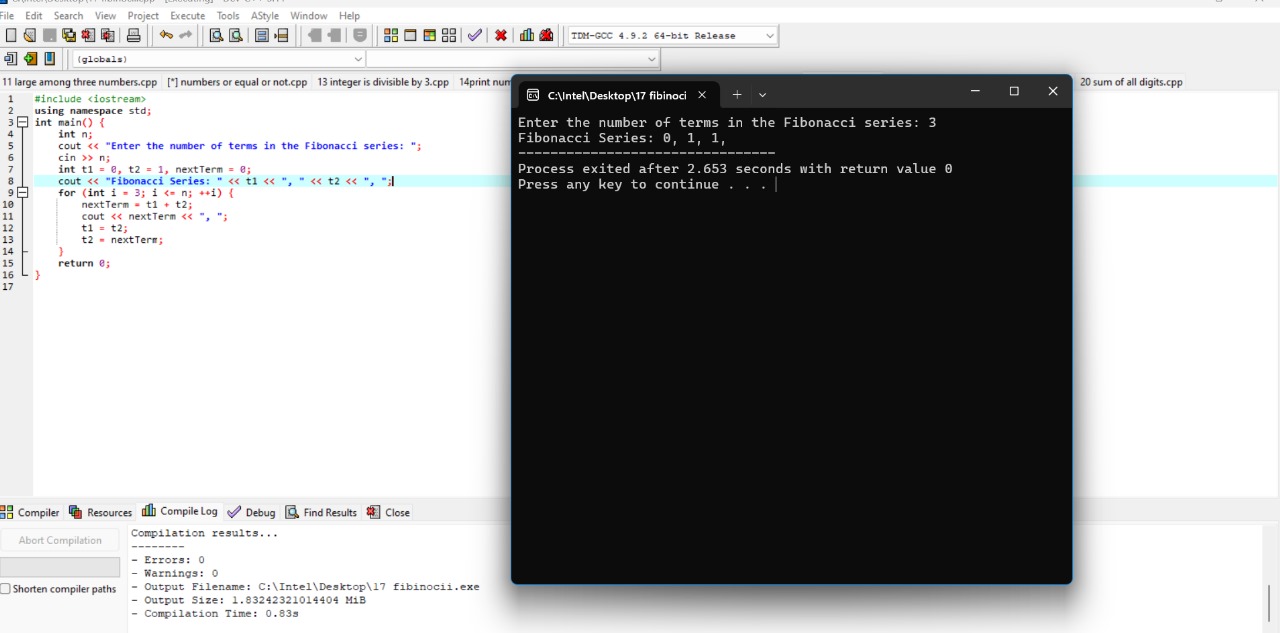 File Edit Search View Project Execute Tools AStyle Window Help
TDM-GCC 4.9.2 64-bit Release
(globals)
11 large among three numbers.cpp [*] numbers or equal or not.cpp 13 integer is divisible by 3.cpp 14print num 20 sum of all digits.cpp
1 #include <iostream>
2 using namespace std;
3 int main() {
4 int n;
5 cout << "Enter the number of terms in the Fibonacci series: ";
6 cin >> n;
7 int t1 = 0, t2 = 1, nextTerm = 0;
8 cout << "Fibonacci Series: " << t1 << ", " << t2 << ", ";
9 for (int i = 3; i <= n; ++i) {
10 nextTerm = t1 + t2;
11 cout << nextTerm << ", ";
12 t1 = t2;
13 t2 = nextTerm;
14 }
15 return 0;
16 }
17
C:\Intel\Desktop\17 fibinoci
Enter the number of terms in the Fibonacci series: 3
Fibonacci Series: 0, 1, 1,
--------------------------------
Process exited after 2.653 seconds with return value 0
Press any key to continue . . .
Compiler Resources Compile Log Debug Find Results Close
Abort Compilation
Shorten compiler paths
Compilation results...
--------
- Errors: 0
- Warnings: 0
- Output Filename: C:\Intel\Desktop\17 fibinocii.exe
- Output Size: 1.83242321014404 MiB
- Compilation Time: 0.83s